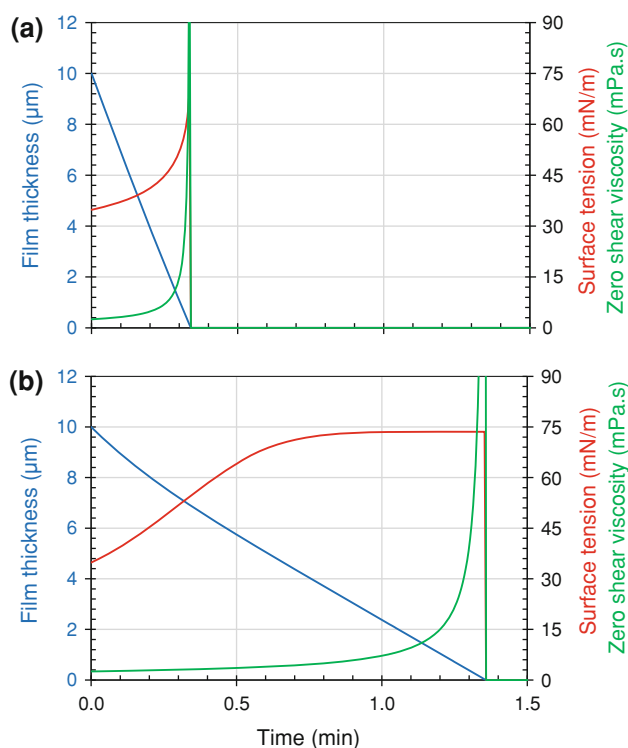 (a)
Film thickness (µm)
12
10
8
6
4
2
0
90
75
60
45
30
15
0
Surface tension (mN/m)
Zero shear viscosity (mPa.s)
(b)
Film thickness (µm)
12
10
8
6
4
2
0
90
75
60
45
30
15
0
Surface tension (mN/m)
Zero shear viscosity (mPa.s)
0.0 0.5 1.0 1.5
Time (min)